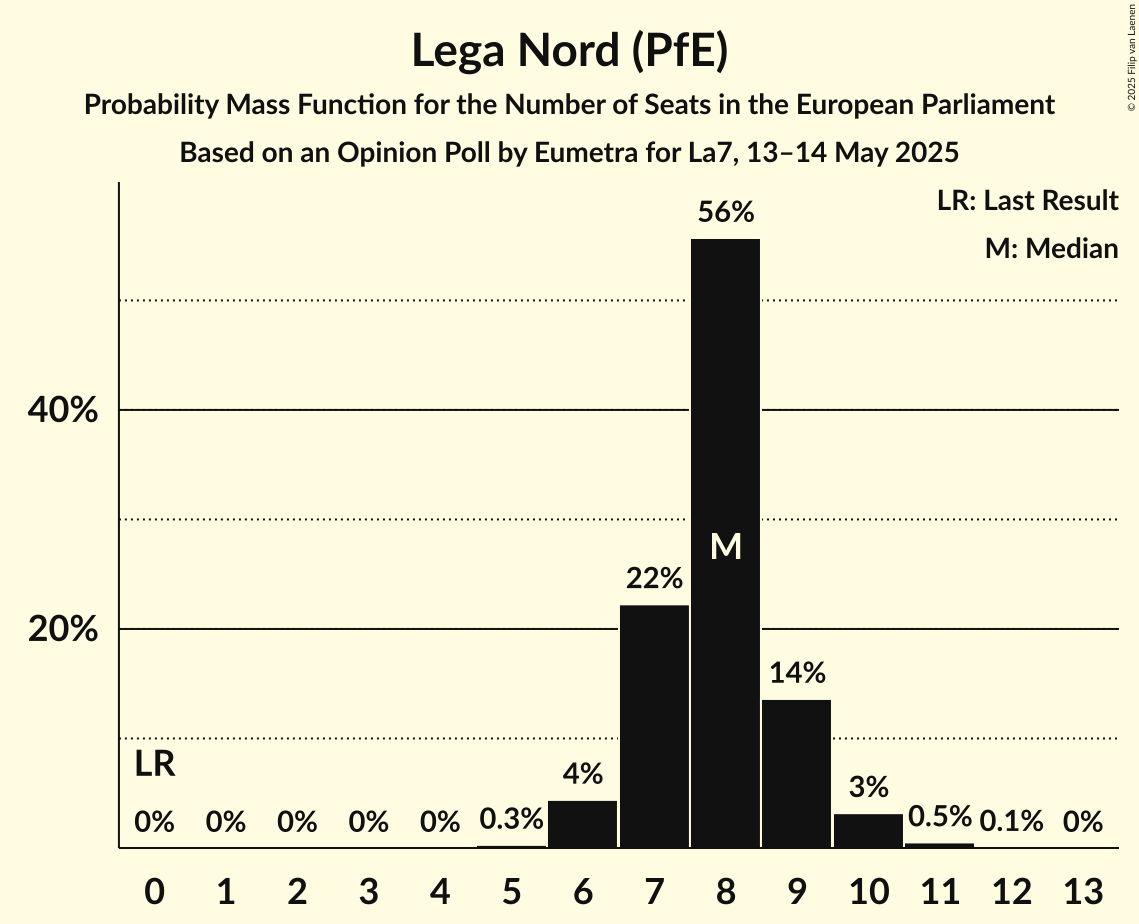 Lega Nord (PfE)
Probability Mass Function for the Number of Seats in the European Parliament
Based on an Opinion Poll by Eumetra for La7, 13–14 May 2025
© 2025 Filip van Laenen
LR: Last Result
M: Median
56%
40%
M
22%
20%
14%
LR
4%
3%
0% 0% 0% 0% 0% 0.3% 0.5% 0.1% 0%
0 1 2 3 4 5 6 7 8 9 10 11 12 13